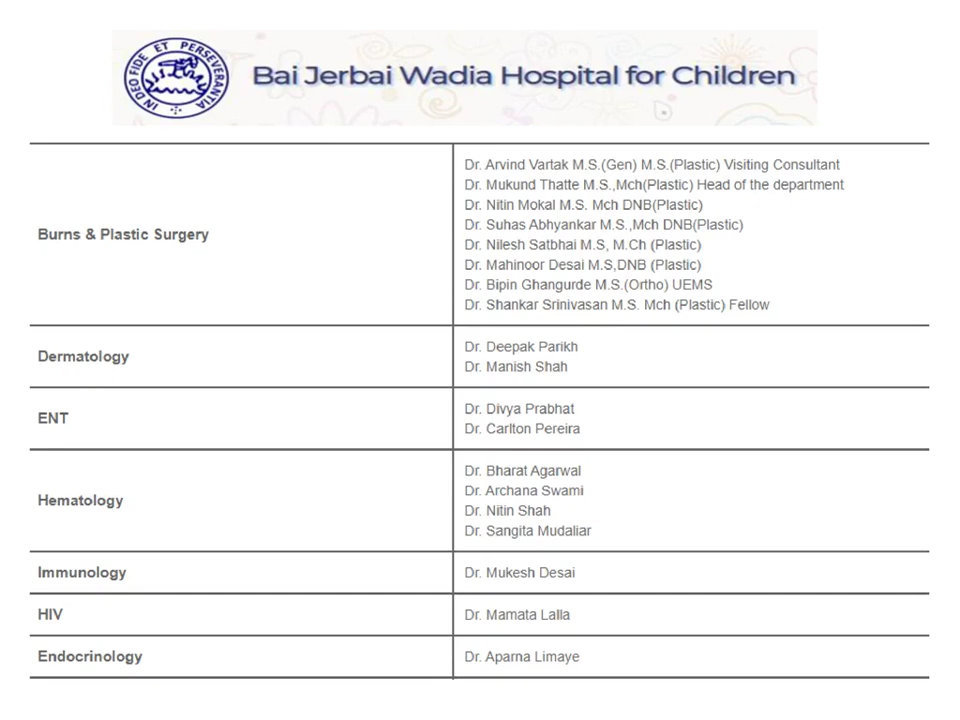 IN DEO FIDE ET PERSEVERANTIA
Bai Jerbai Wadia Hospital for Children
Burns & Plastic Surgery
Dr. Arvind Vartak M.S.(Gen) M.S.(Plastic) Visiting Consultant
Dr. Mukund Thatte M.S.,Mch(Plastic) Head of the department
Dr. Nitin Mokal M.S. Mch DNB(Plastic)
Dr. Suhas Abhyankar M.S.,Mch DNB(Plastic)
Dr. Nilesh Satbhai M.S, M.Ch (Plastic)
Dr. Mahinoor Desai M.S,DNB (Plastic)
Dr. Bipin Ghangurde M.S.(Ortho) UEMS
Dr. Shankar Srinivasan M.S. Mch (Plastic) Fellow
Dermatology
Dr. Deepak Parikh
Dr. Manish Shah
ENT
Dr. Divya Prabhat
Dr. Carlton Pereira
Hematology
Dr. Bharat Agarwal
Dr. Archana Swami
Dr. Nitin Shah
Dr. Sangita Mudaliar
Immunology
Dr. Mukesh Desai
HIV
Dr. Mamata Lalla
Endocrinology
Dr. Aparna Limaye